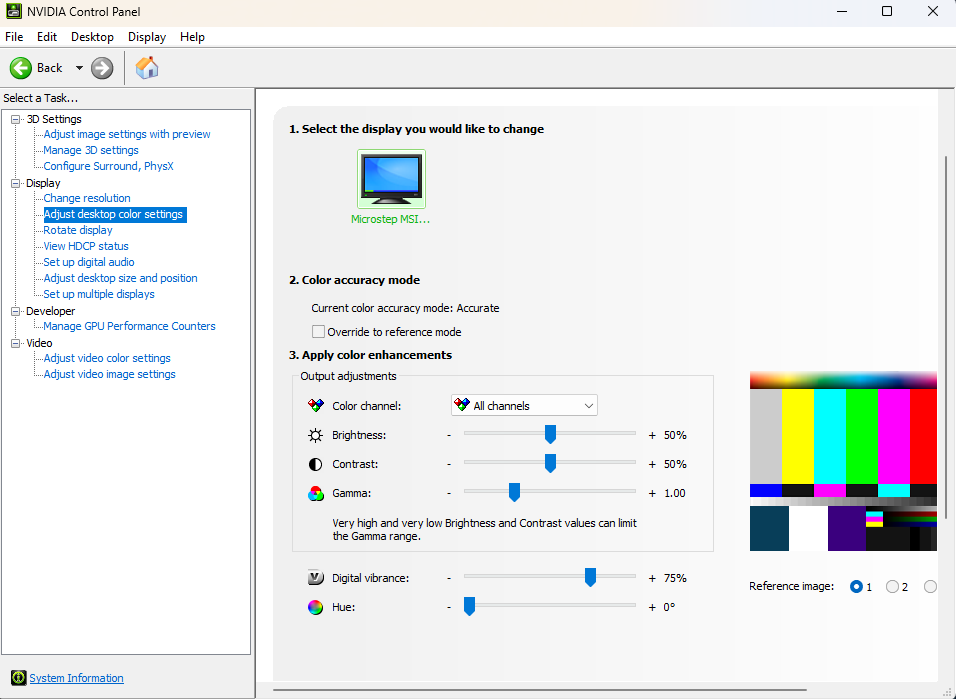 NVIDIA Control Panel
File Edit Desktop Display Help
Back
Select a Task...
3D Settings
Adjust image settings with preview
Manage 3D settings
Configure Surround, PhysX
Display
Change resolution
Adjust desktop color settings
Rotate display
View HDCP status
Set up digital audio
Adjust desktop size and position
Set up multiple displays
Developer
Manage GPU Performance Counters
Video
Adjust video color settings
Adjust video image settings
System Information
1. Select the display you would like to change
Microstep MSI...
2. Color accuracy mode
Current color accuracy mode: Accurate
Override to reference mode
3. Apply color enhancements
Output adjustments
Color channel: All channels
Brightness: - + 50%
Contrast: - + 50%
Gamma: - + 1.00
Very high and very low Brightness and Contrast values can limit
the Gamma range.
Digital vibrance: - + 75%
Hue: - + 0°
Reference image: 1 2